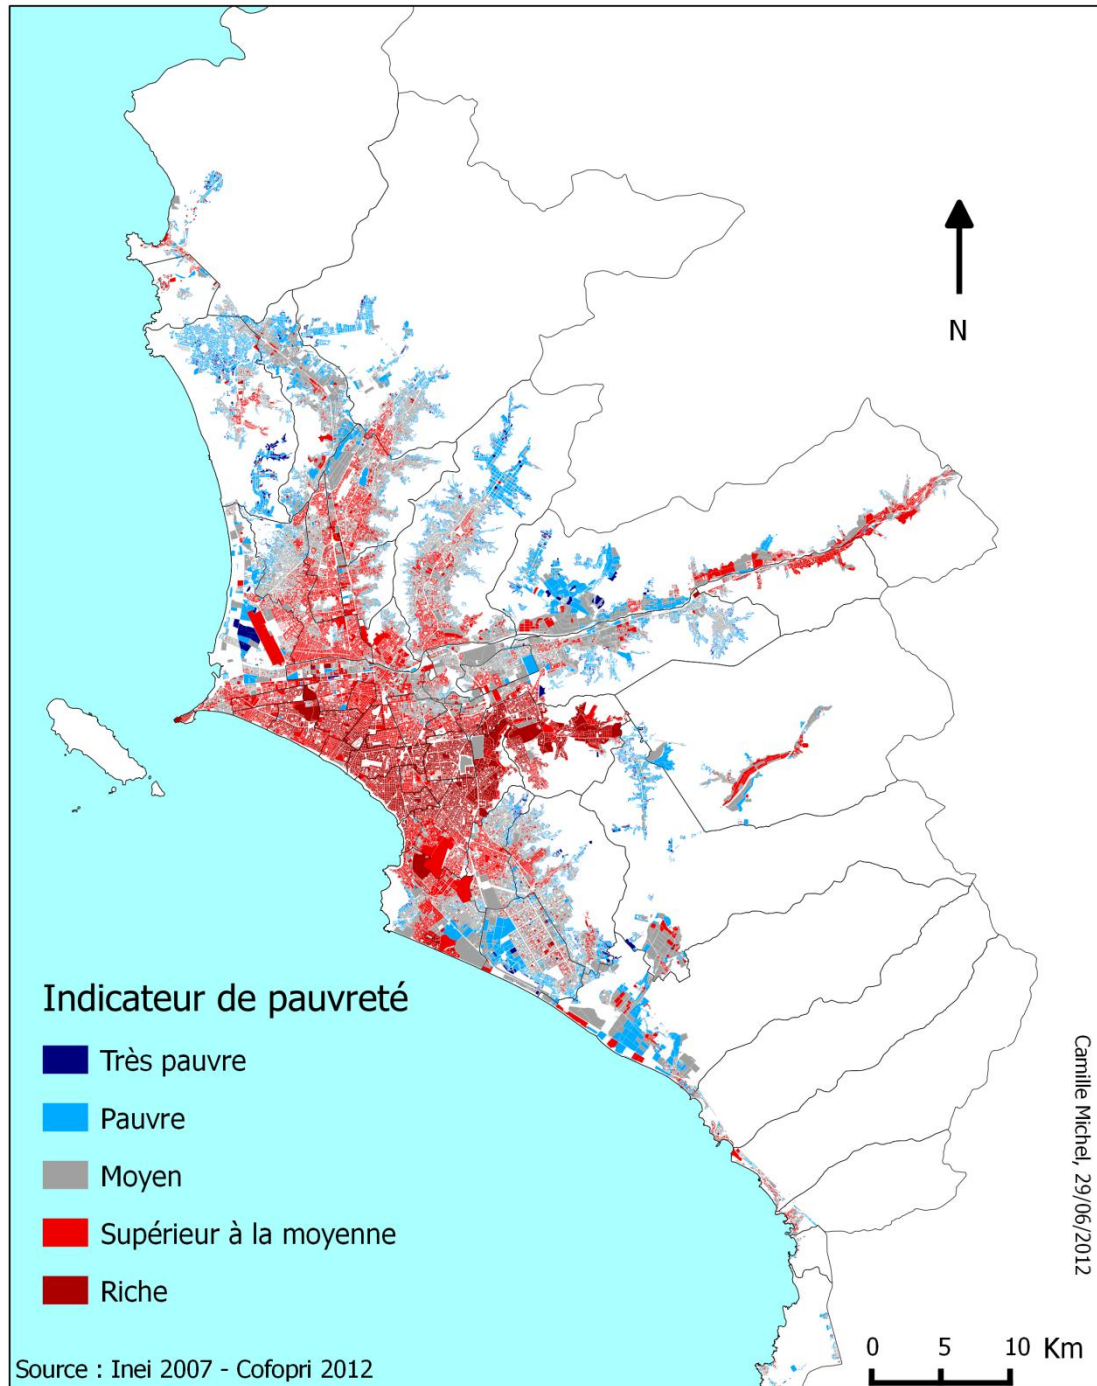 N
Indicateur de pauvreté
Très pauvre
Pauvre
Moyen
Supérieur à la moyenne
Riche
Camille Michel, 29/06/2012
0 5 10 Km
Source : Inei 2007 - Cofopri 2012